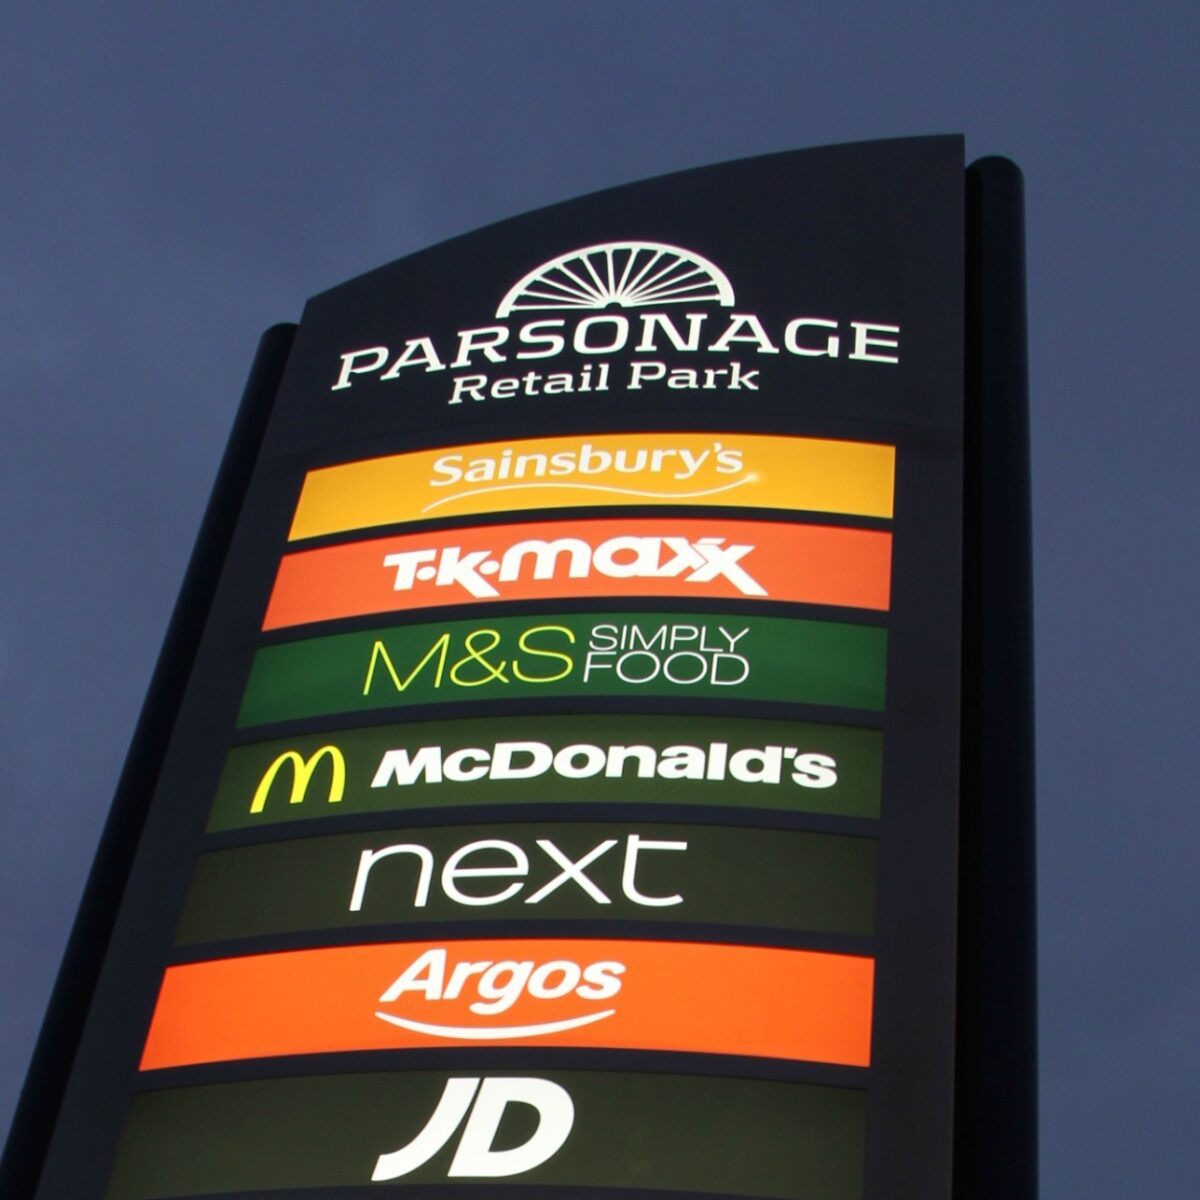 PARSONAGE
Retail Park
Sainsbury's
T·K·maxx
M&S SIMPLY
FOOD
McDonald's
next
Argos
JD